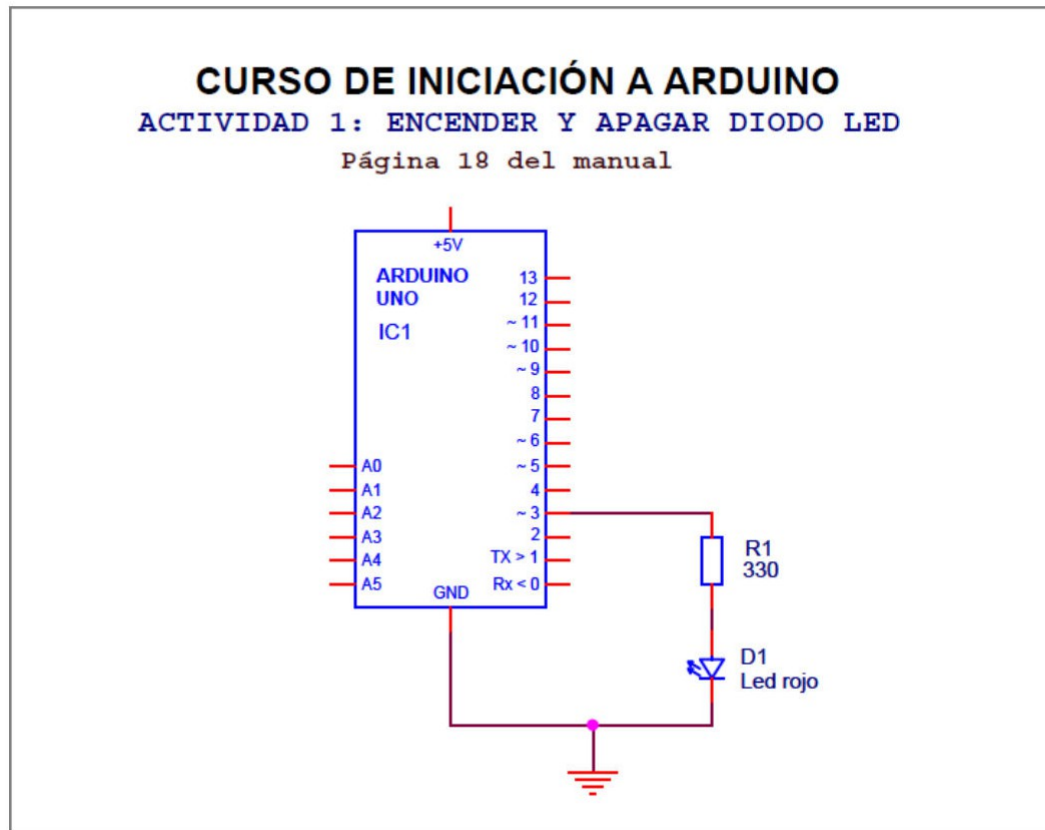 CURSO DE INICIACIÓN A ARDUINO
ACTIVIDAD 1: ENCENDER Y APAGAR DIODO LED
Página 18 del manual
+5V
ARDUINO
UNO
IC1
13
12
~ 11
~ 10
~ 9
8
7
~ 6
~ 5
4
~ 3
2
TX > 1
Rx < 0
A0
A1
A2
A3
A4
A5
GND
R1
330
D1
Led rojo